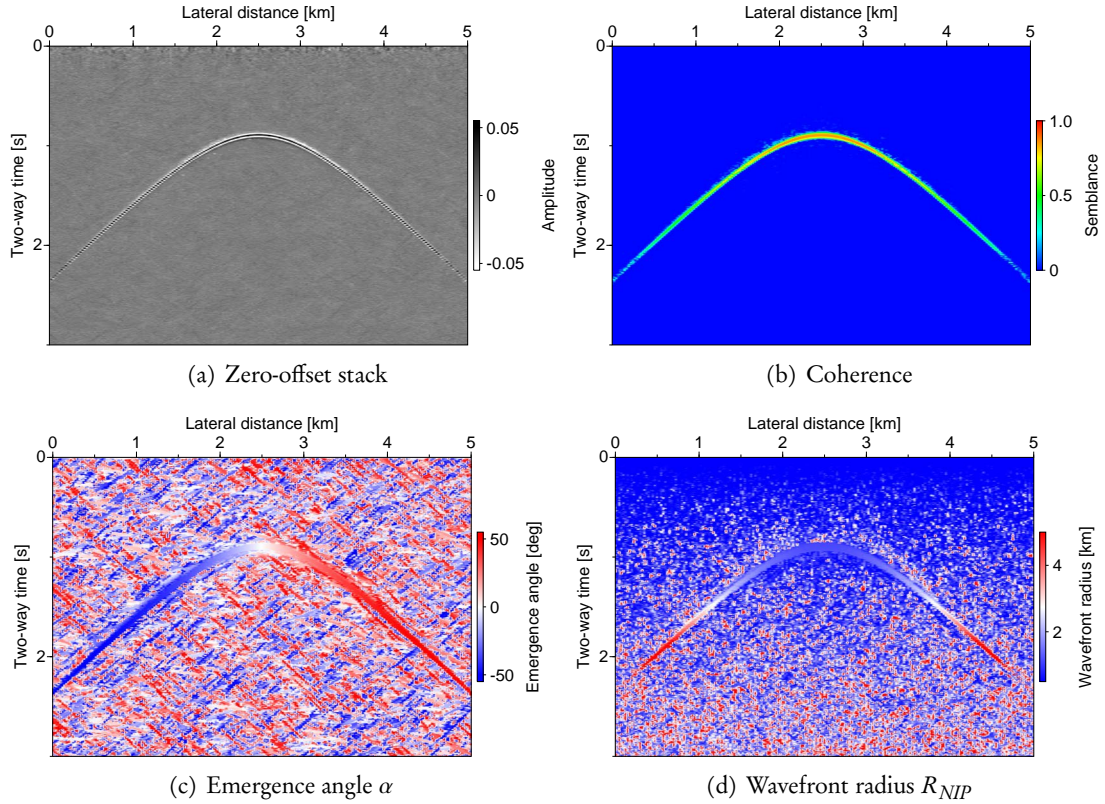 Lateral distance [km]
0 1 2 3 4 5
0
2
Two-way time [s]
0.05
0
-0.05
Amplitude
(a) Zero-offset stack
Lateral distance [km]
0 1 2 3 4 5
0
2
Two-way time [s]
1.0
0.5
0
Semblance
(b) Coherence
Lateral distance [km]
0 1 2 3 4 5
0
2
Two-way time [s]
50
0
-50
Emergence angle [deg]
(c) Emergence angle α
Lateral distance [km]
0 1 2 3 4 5
0
2
Two-way time [s]
4
2
Wavefront radius [km]
(d) Wavefront radius R_NIP